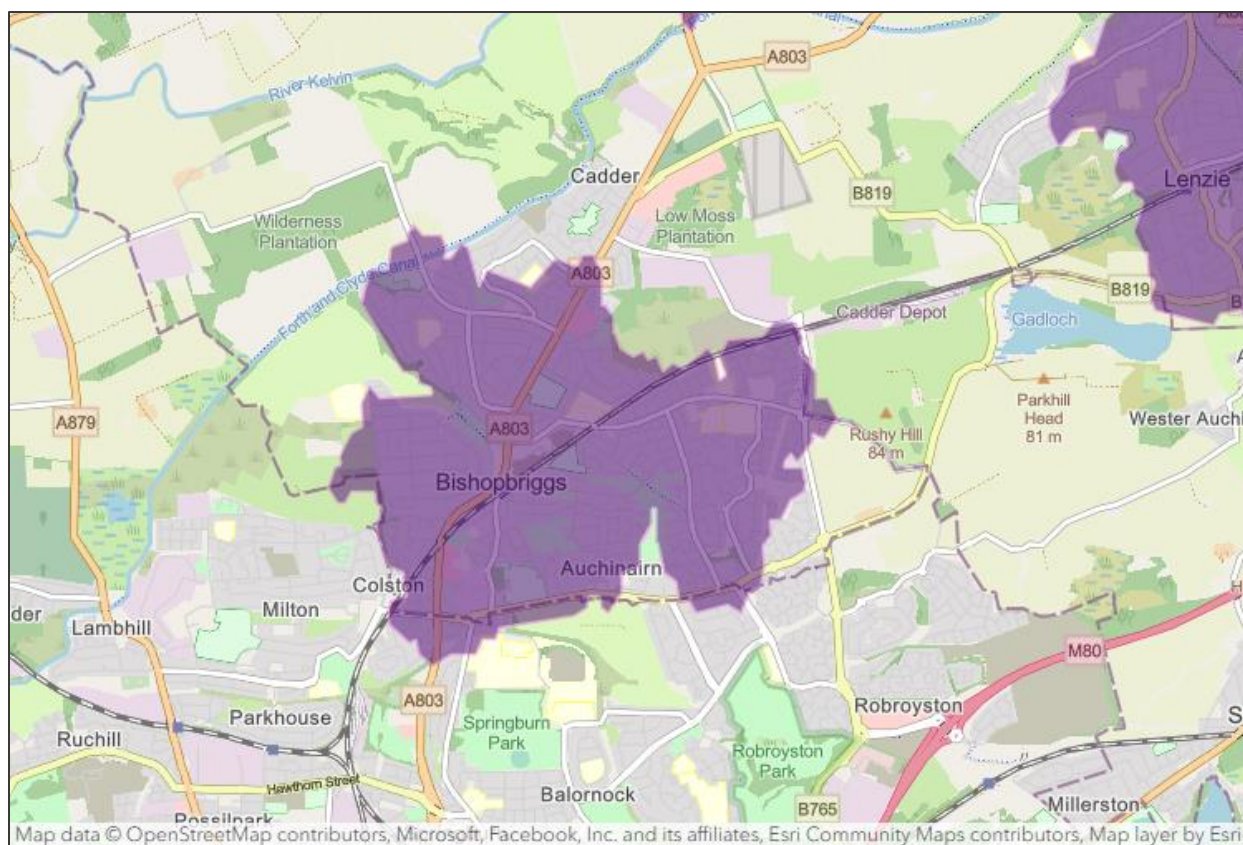 A803
River Kelvin
Cadder
Lenzie
B819
Wilderness
Plantation
Low Moss
Plantation
A803
Forth and Clyde Canal
Cadder Depot
B819
Gadloch
Parkhill
Head
81 m
A879
A803
Wester Auchi
Rushy Hill
84 m
Bishopbriggs
Auchinairn
Colston
Milton
der
Lambhill
M80
A803
Robroyston
Parkhouse
Springburn
Park
Ruchill
Robroyston
Park
Hawthorn Street
Balornock
B765
Millerston
Possilpark
Map data © OpenStreetMap contributors, Microsoft, Facebook, Inc. and its affiliates, Esri Community Maps contributors, Map layer by Esri